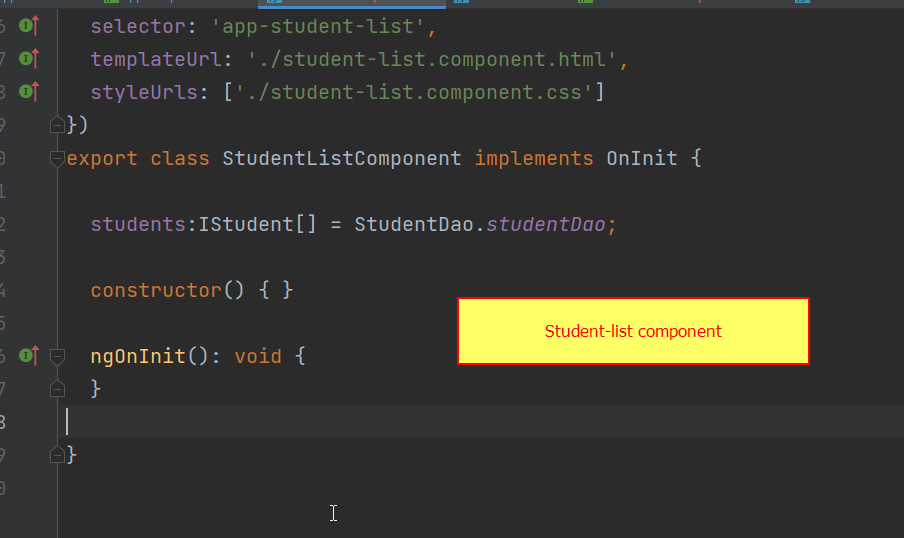 6 selector: 'app-student-list',
7 templateUrl: './student-list.component.html',
8 styleUrls: ['./student-list.component.css']
9 })
0 export class StudentListComponent implements OnInit {
1
2 students:IStudent[] = StudentDao.studentDao;
3
4 constructor() { }
5
Student-list component
6 ngOnInit(): void {
7 }
8
9 }
0